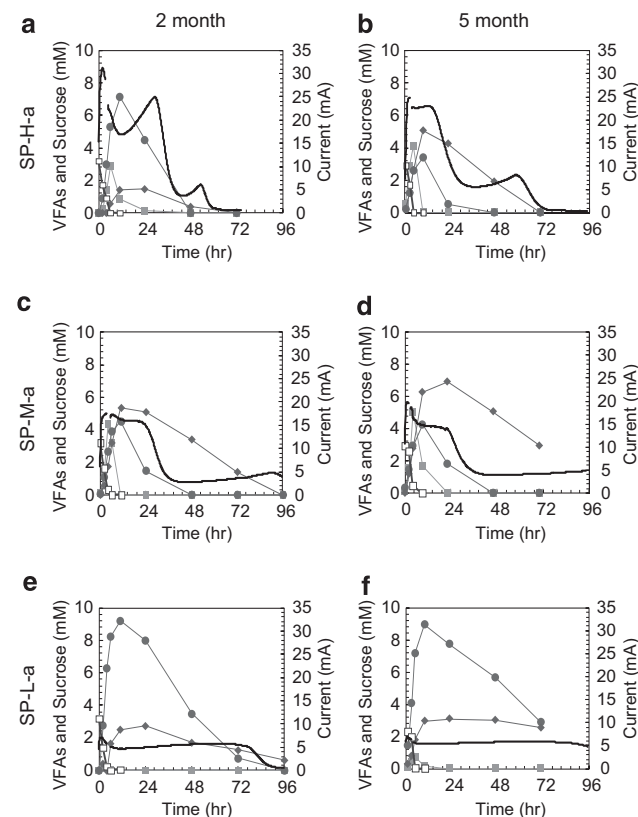 2 month
5 month
a
b
SP-H-a
VFAs and Sucrose (mM)
10
8
6
4
2
0
35
30
25
20
15
10
5
0
Current (mA)
0 24 48 72 96
Time (hr)
VFAs and Sucrose (mM)
10
8
6
4
2
0
35
30
25
20
15
10
5
0
Current (mA)
0 24 48 72 96
Time (hr)
c
d
SP-M-a
VFAs and Sucrose (mM)
10
8
6
4
2
0
35
30
25
20
15
10
5
0
Current (mA)
0 24 48 72 96
Time (hr)
VFAs and Sucrose (mM)
10
8
6
4
2
0
35
30
25
20
15
10
5
0
Current (mA)
0 24 48 72 96
Time (hr)
e
f
SP-L-a
VFAs and Sucrose (mM)
10
8
6
4
2
0
35
30
25
20
15
10
5
0
Current (mA)
0 24 48 72 96
Time (hr)
VFAs and Sucrose (mM)
10
8
6
4
2
0
35
30
25
20
15
10
5
0
Current (mA)
0 24 48 72 96
Time (hr)